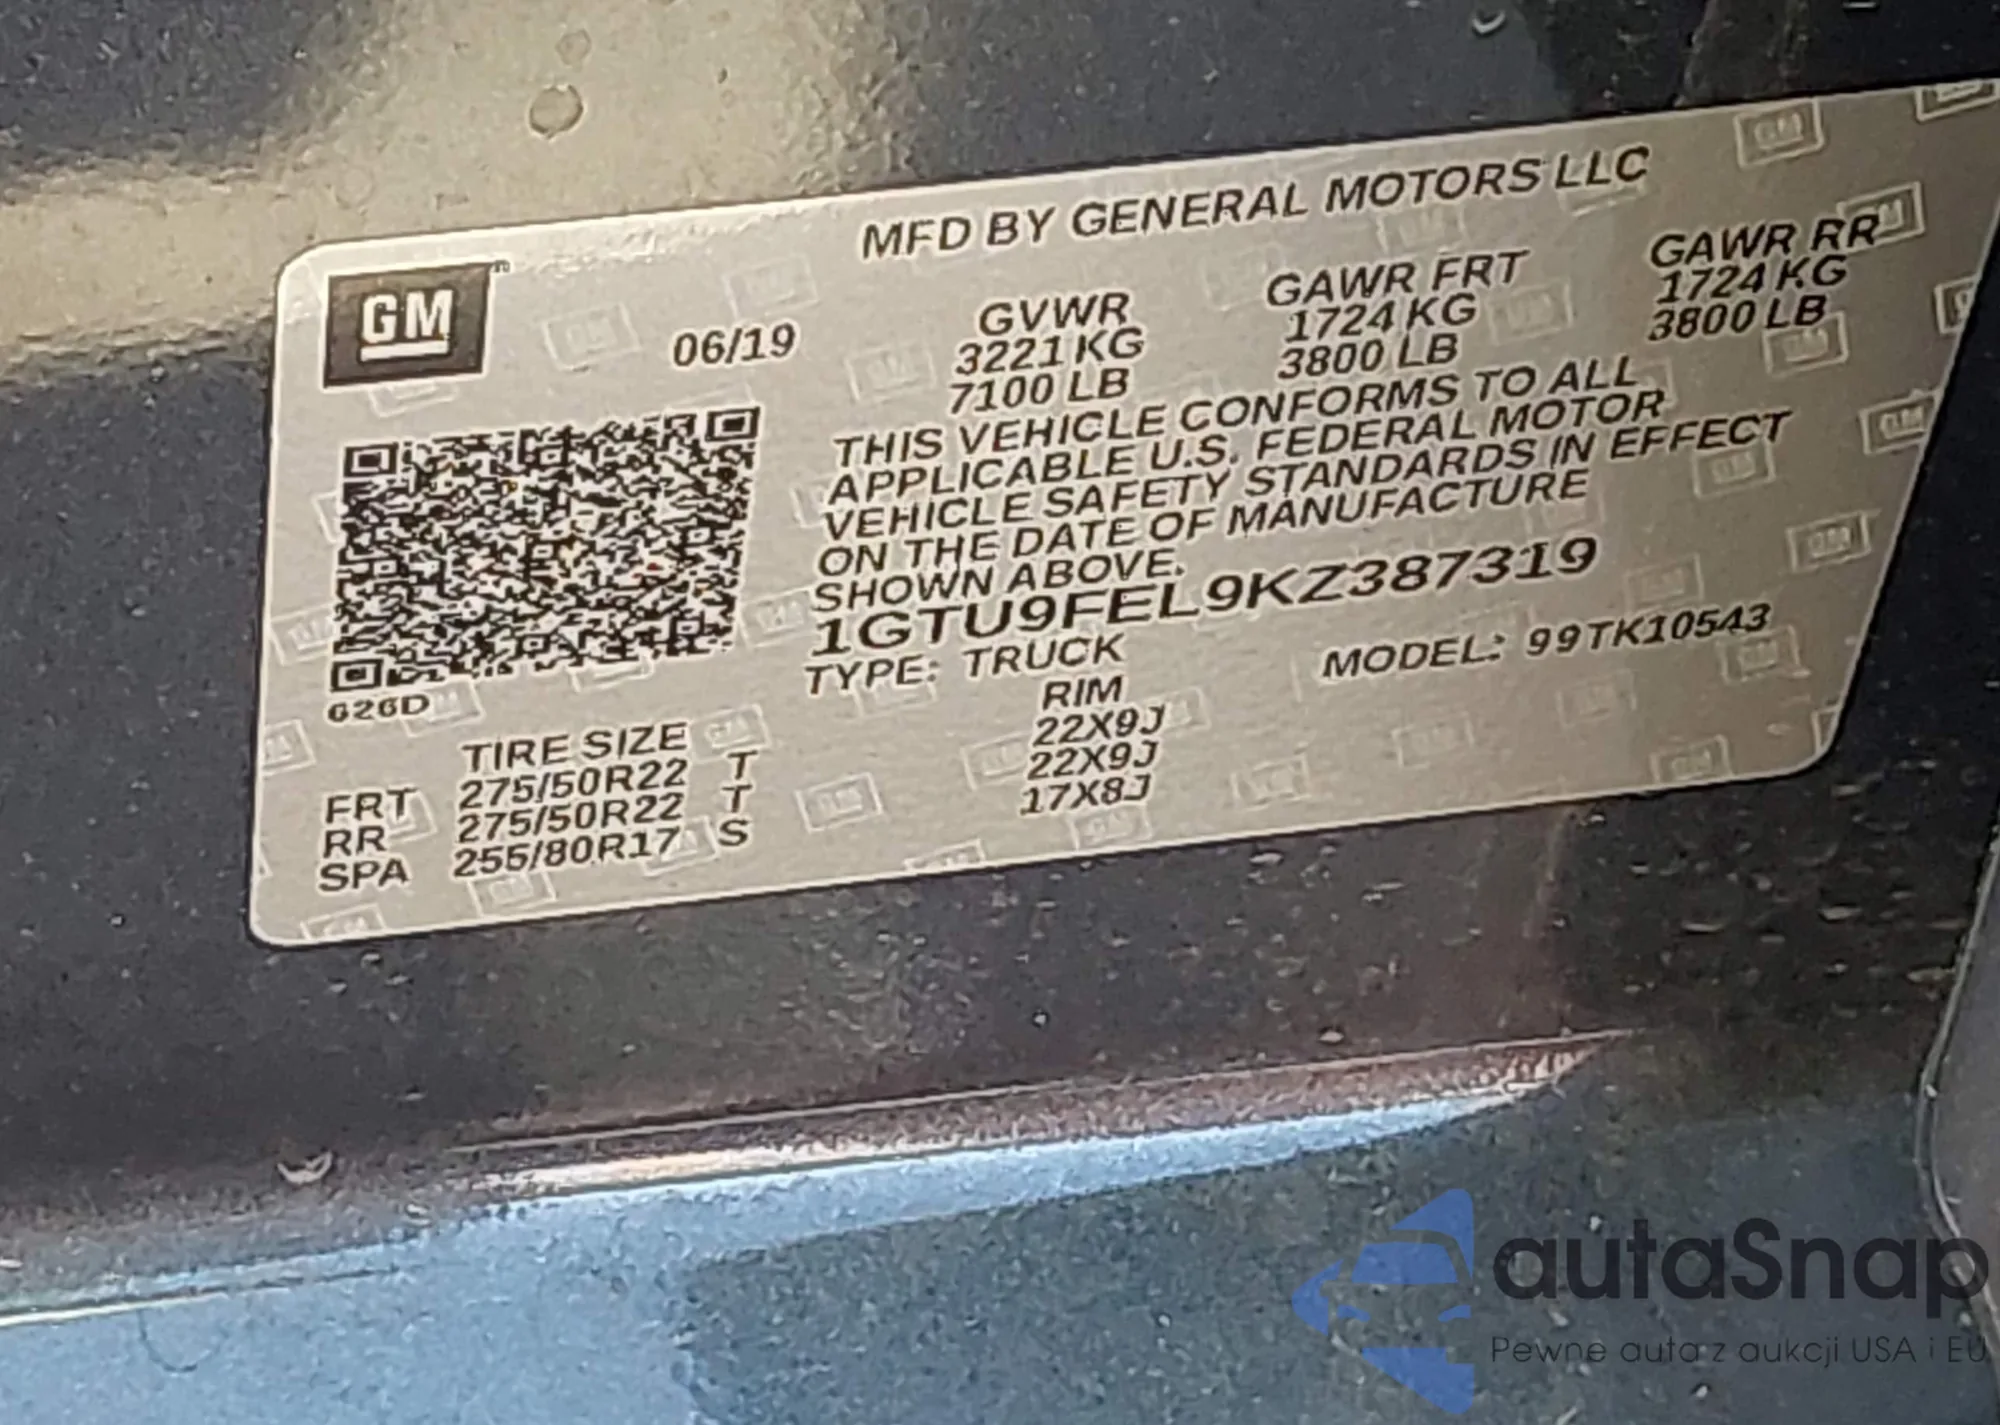 MFD BY GENERAL MOTORS LLC
GM
06/19
GVWR GAWR FRT GAWR RR
3221 KG 1724 KG 1724 KG
7100 LB 3800 LB 3800 LB
THIS VEHICLE CONFORMS TO ALL
APPLICABLE U.S. FEDERAL MOTOR
VEHICLE SAFETY STANDARDS IN EFFECT
ON THE DATE OF MANUFACTURE
SHOWN ABOVE.
1GTU9FEL9KZ387319
TYPE: TRUCK MODEL: 99TK10543
626D
TIRE SIZE RIM
FRT 275/50R22 T 22X9J
RR 275/50R22 T 22X9J
SPA 255/80R17 S 17X8J
autaSnap
Pewne auta z aukcji USA i EU